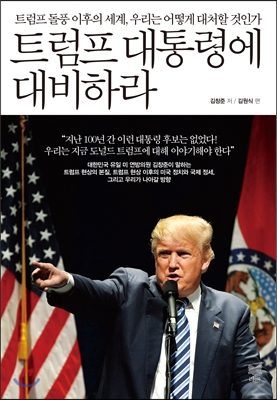 트럼프 돌풍 이후의 세계, 우리는 어떻게 대처할 것인가
트럼프 대통령에
대비하라
김창준 저 / 김원식 편
“지난 100년 간 이런 대통령 후보는 없었다!
우리는 지금 도널드 트럼프에 대해 이야기해야 한다”
대한민국 유일 미 연방의원 김창준이 말하는
트럼프 현상의 본질, 트럼프 현상 이후의 미국 정치와 국제 정세,
그리고 우리가 나아갈 방향